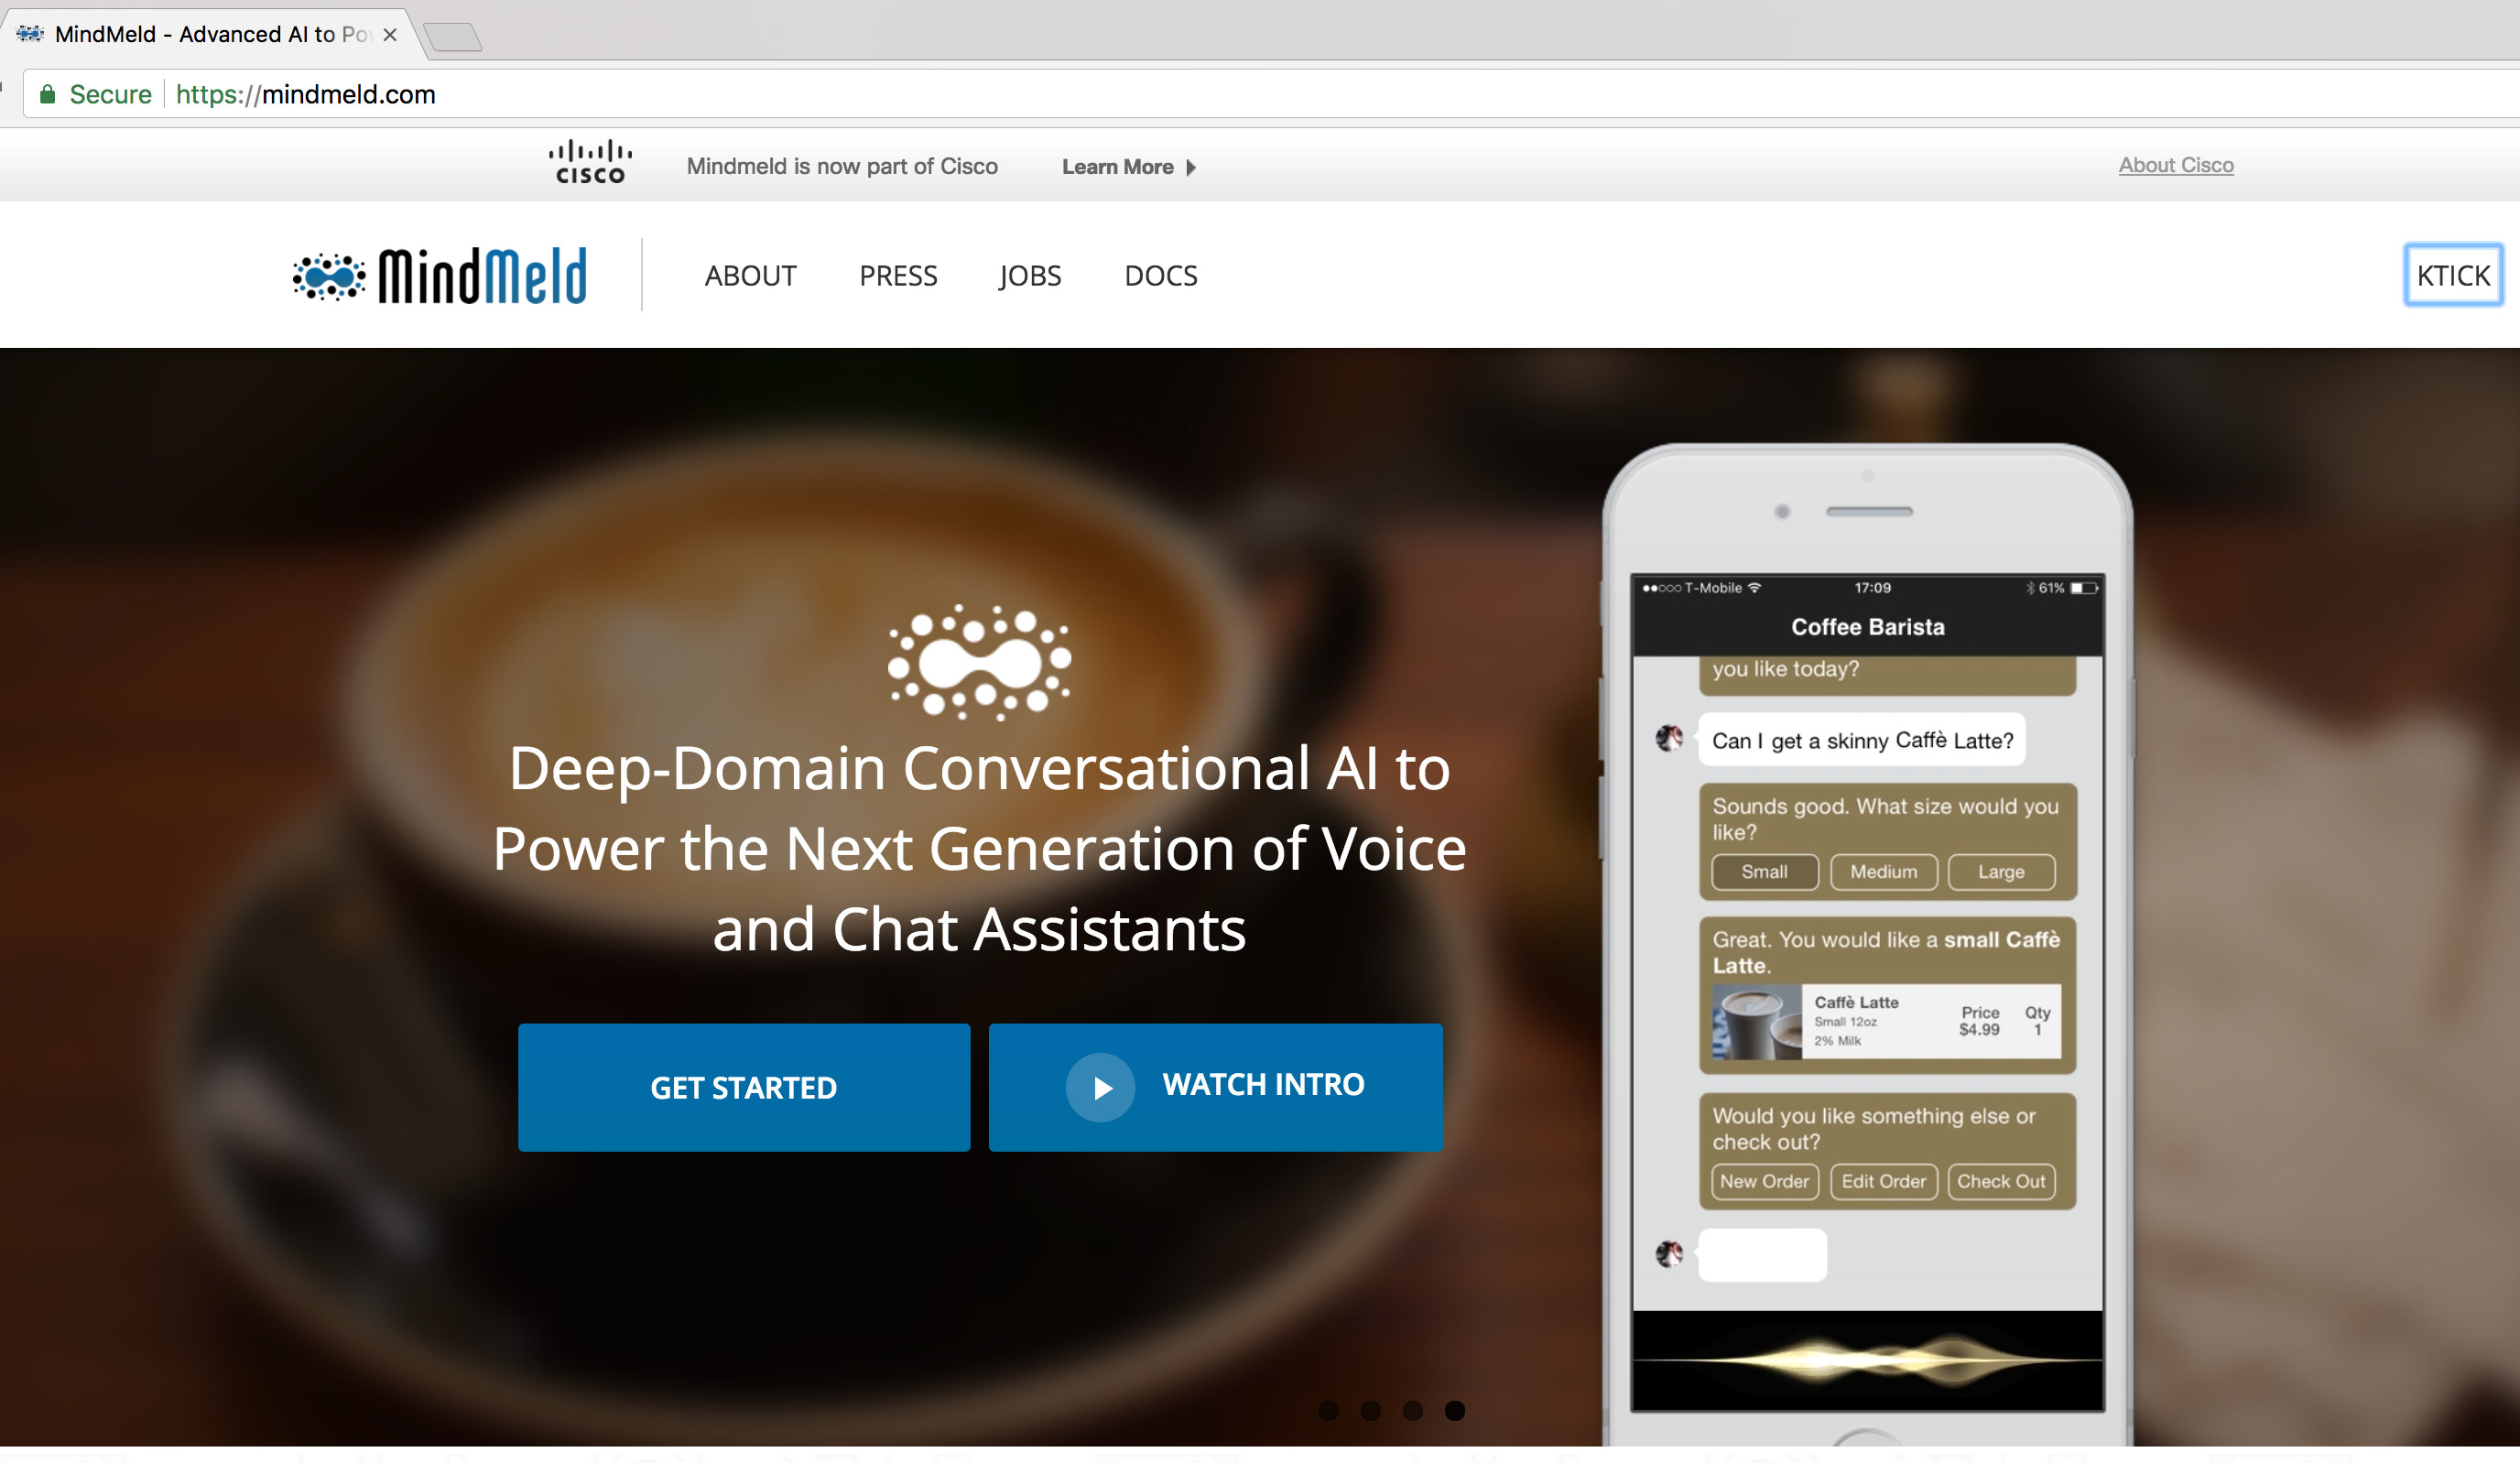 MindMeld - Advanced AI to Po
Secure https://mindmeld.com
CISCO Mindmeld is now part of Cisco Learn More About Cisco
MindMeld ABOUT PRESS JOBS DOCS KTICK
Deep-Domain Conversational AI to
Power the Next Generation of Voice
and Chat Assistants
GET STARTED WATCH INTRO
T-Mobile 17:09 61%
Coffee Barista
you like today?
Can I get a skinny Caffè Latte?
Sounds good. What size would you
like?
Small Medium Large
Great. You would like a small Caffè
Latte.
Caffè Latte
Small 12oz
2% Milk
Price Qty
$4.99 1
Would you like something else or
check out?
New Order Edit Order Check Out